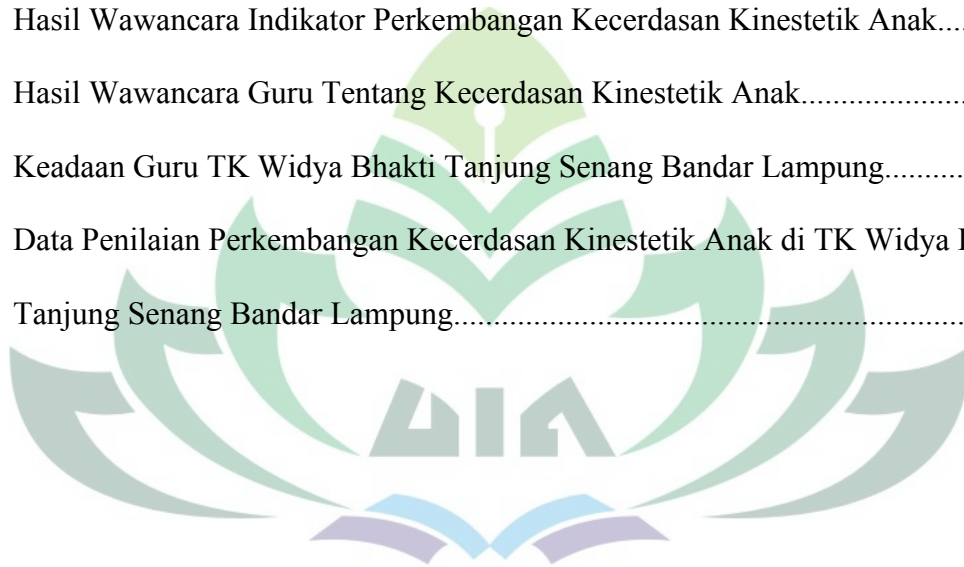 Hasil Wawancara Indikator Perkembangan Kecerdasan Kinestetik Anak....
Hasil Wawancara Guru Tentang Kecerdasan Kinestetik Anak.....................
Keadaan Guru TK Widya Bhakti Tanjung Senang Bandar Lampung..........
Data Penilaian Perkembangan Kecerdasan Kinestetik Anak di TK Widya
Tanjung Senang Bandar Lampung.................................................................
UIN